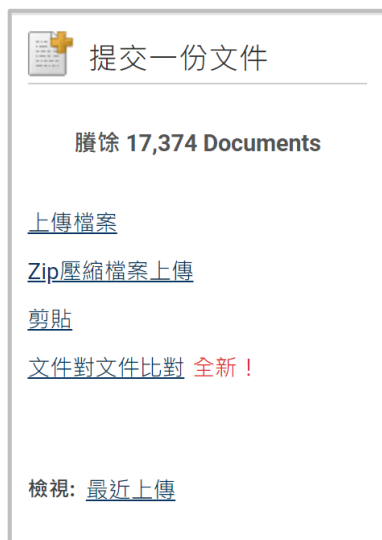 提交一份文件
賸馀 17,374 Documents
上傳檔案
Zip壓縮檔案上傳
剪貼
文件對文件比對 全新！
檢視: 最近上傳